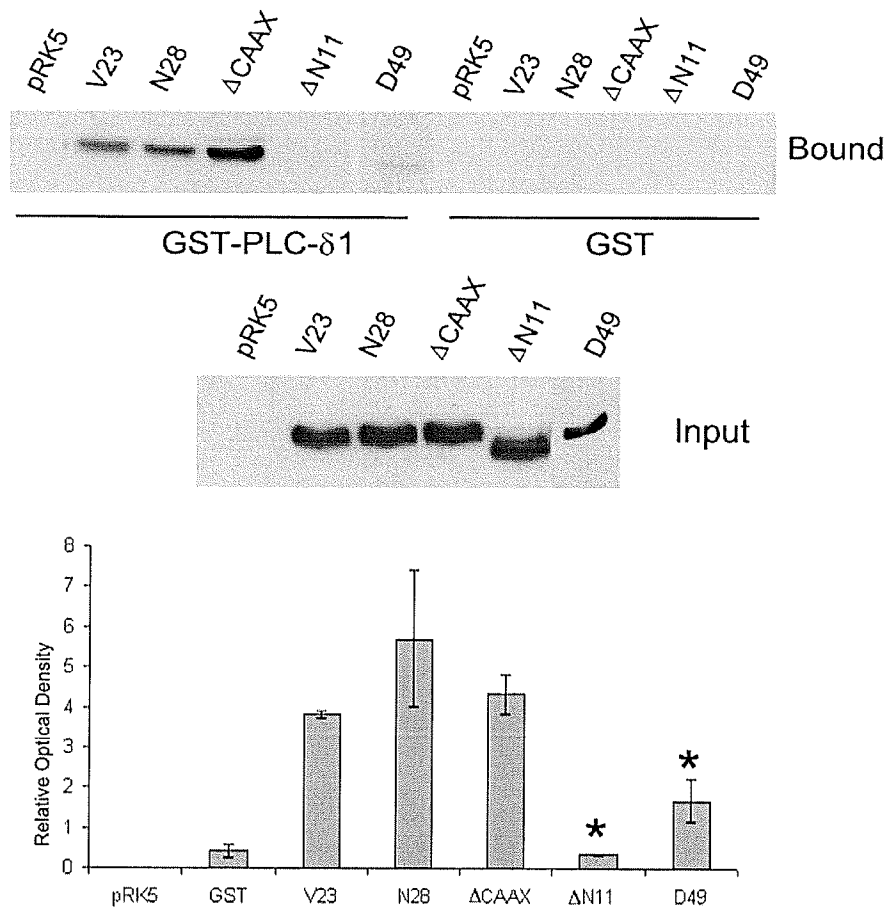 pRK5 V23 N28 ΔCAAX ΔN11 D49 pRK5 V23 N28 ΔCAAX ΔN11 D49
Bound
GST-PLC-δ1 GST
pRK5 V23 N28 ΔCAAX ΔN11 D49
Input
8
7
6
5
4
3
2
1
0
Relative Optical Density
*
*
pRK5 GST V23 N28 ΔCAAX ΔN11 D49